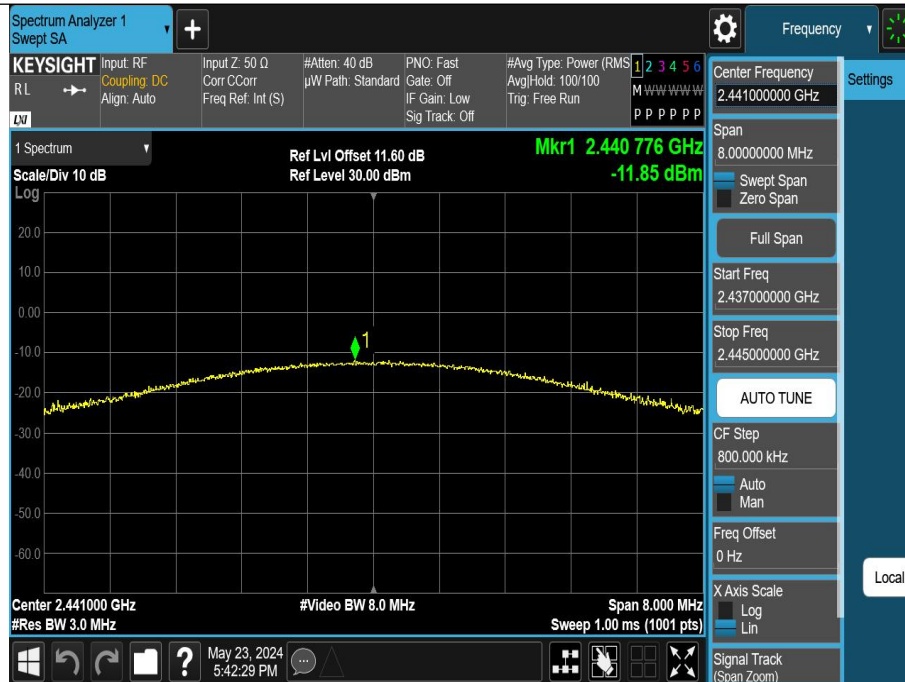 Spectrum Analyzer 1
Swept SA
+
Frequency
KEYSIGHT
RL
LXI
Input: RF
Coupling: DC
Align: Auto
Input Z: 50 Ω
Corr CCorr
Freq Ref: Int (S)
#Atten: 40 dB
µW Path: Standard
PNO: Fast
Gate: Off
IF Gain: Low
Sig Track: Off
#Avg Type: Power (RMS
Avg|Hold: 100/100
Trig: Free Run
1 2 3 4 5 6
M W W W W W
P P P P P P
1 Spectrum
Scale/Div 10 dB
Log
Ref Lvl Offset 11.60 dB
Ref Level 30.00 dBm
Mkr1 2.440 776 GHz
-11.85 dBm
20.0
10.0
0.00
-10.0
-20.0
-30.0
-40.0
-50.0
-60.0
1
Center 2.441000 GHz
#Res BW 3.0 MHz
#Video BW 8.0 MHz
Span 8.000 MHz
Sweep 1.00 ms (1001 pts)
Center Frequency
2.441000000 GHz
Settings
Span
8.00000000 MHz
Swept Span
Zero Span
Full Span
Start Freq
2.437000000 GHz
Stop Freq
2.445000000 GHz
AUTO TUNE
CF Step
800.000 kHz
Auto
Man
Freq Offset
0 Hz
Local
X Axis Scale
Log
Lin
Signal Track
(Span Zoom)
?
May 23, 2024
5:42:29 PM